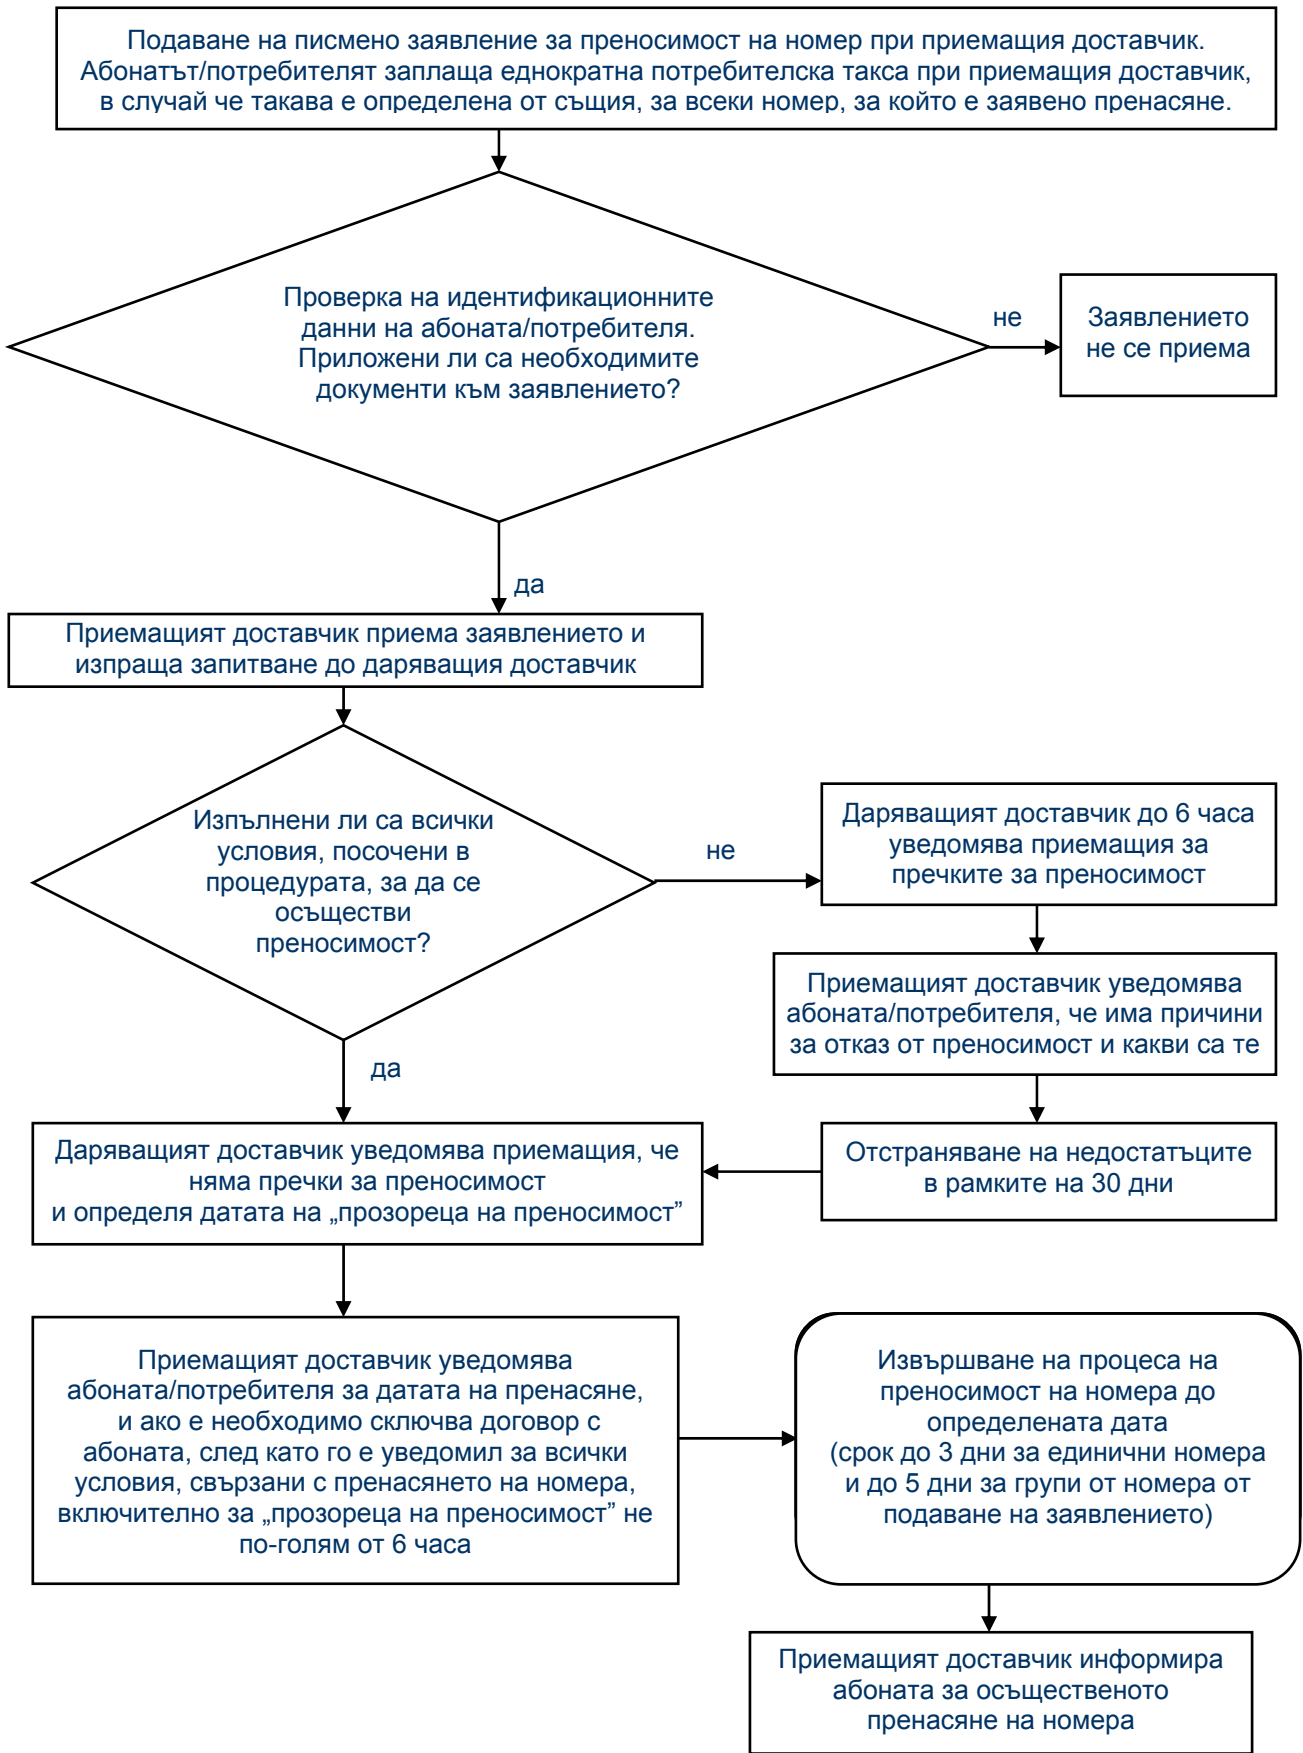 Подаване на писмено заявление за преносимост на номер при приемащия доставчик.
Абонатът/потребителят заплаща еднократна потребителска такса при приемащия доставчик,
в случай че такава е определена от същия, за всеки номер, за който е заявено пренасяне.
Проверка на идентификационните
данни на абоната/потребителя.
Приложени ли са необходимите
документи към заявлението?
не
Заявлението
не се приема
да
Приемащият доставчик приема заявлението и
изпраща запитване до даряващия доставчик
Изпълнени ли са всички
условия, посочени в
процедурата, за да се
осъществи
преносимост?
не
Даряващият доставчик до 6 часа
уведомява приемащия за
пречките за преносимост
Приемащият доставчик уведомява
абоната/потребителя, че има причини
за отказ от преносимост и какви са те
да
Даряващият доставчик уведомява приемащия, че
няма пречки за преносимост
и определя датата на „прозореца на преносимост”
Отстраняване на недостатъците
в рамките на 30 дни
Приемащият доставчик уведомява
абоната/потребителя за датата на пренасяне,
и ако е необходимо сключва договор с
абоната, след като го е уведомил за всички
условия, свързани с пренасянето на номера,
включително за „прозореца на преносимост” не
по-голям от 6 часа
Извършване на процеса на
преносимост на номера до
определената дата
(срок до 3 дни за единични номера
и до 5 дни за групи от номера от
подаване на заявлението)
Приемащият доставчик информира
абоната за осъщественото
пренасяне на номера